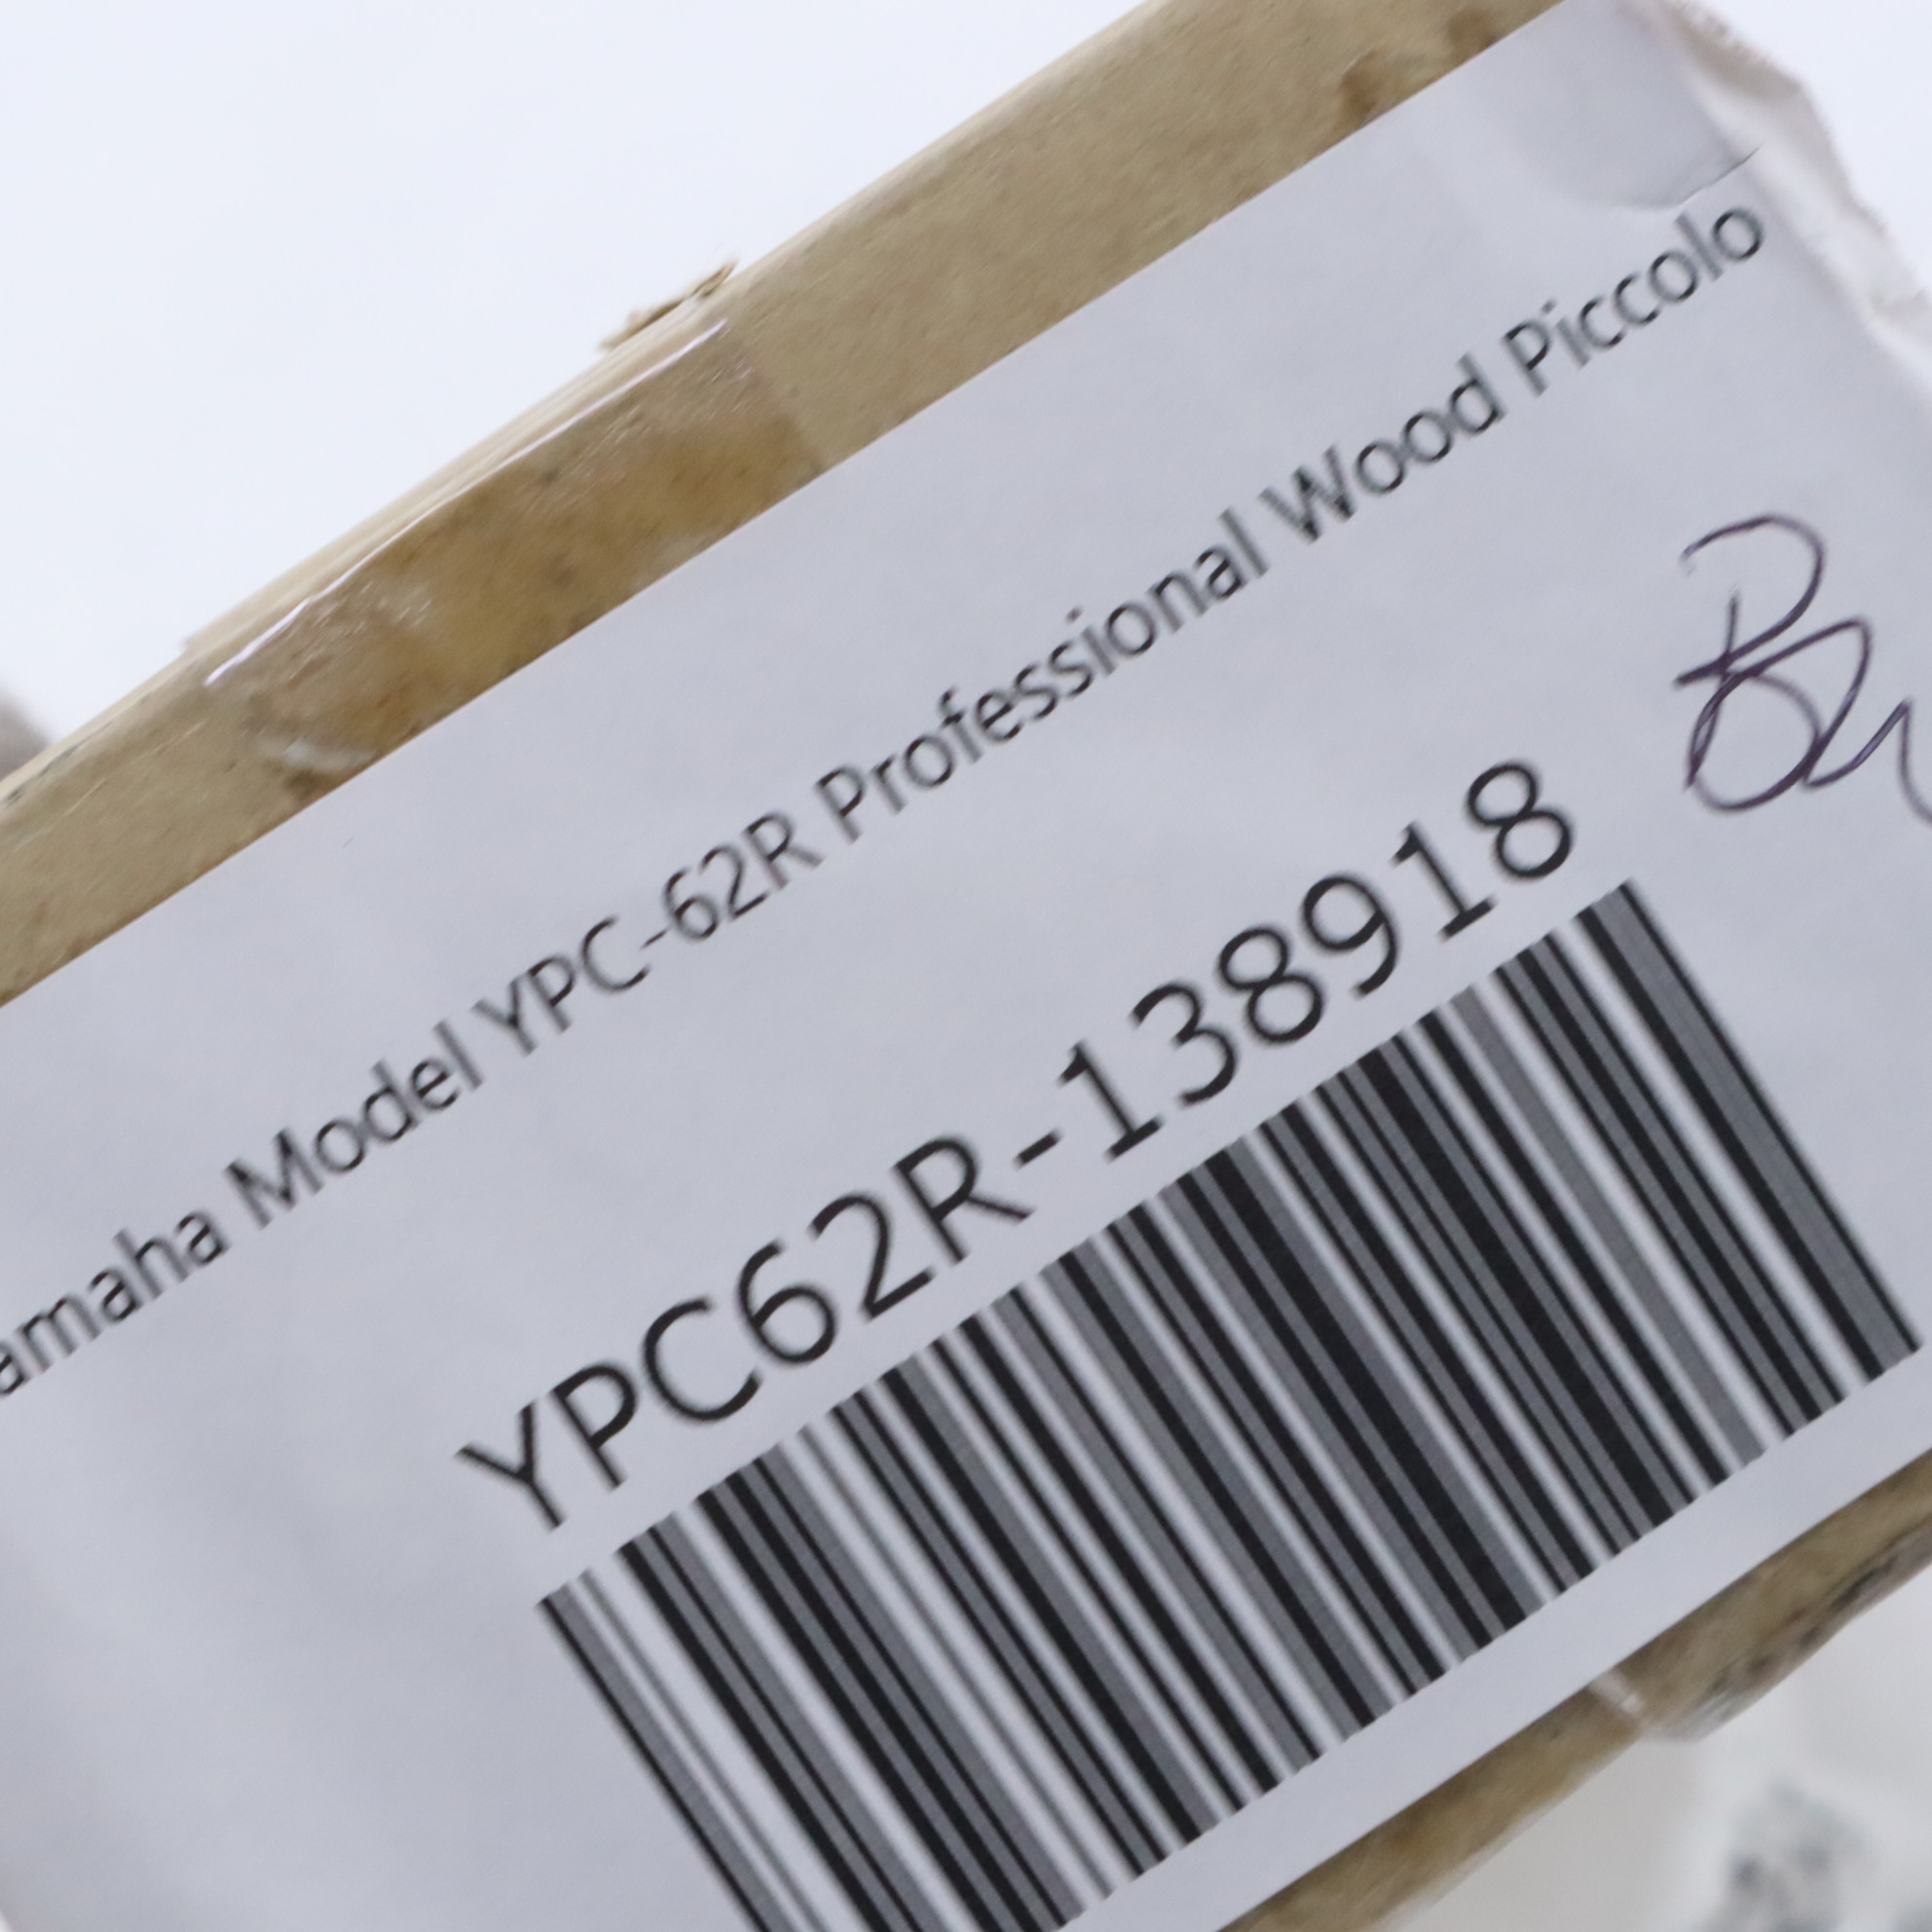 amaha Model YPC-62R Professional Wood Piccolo
YPC62R-138918